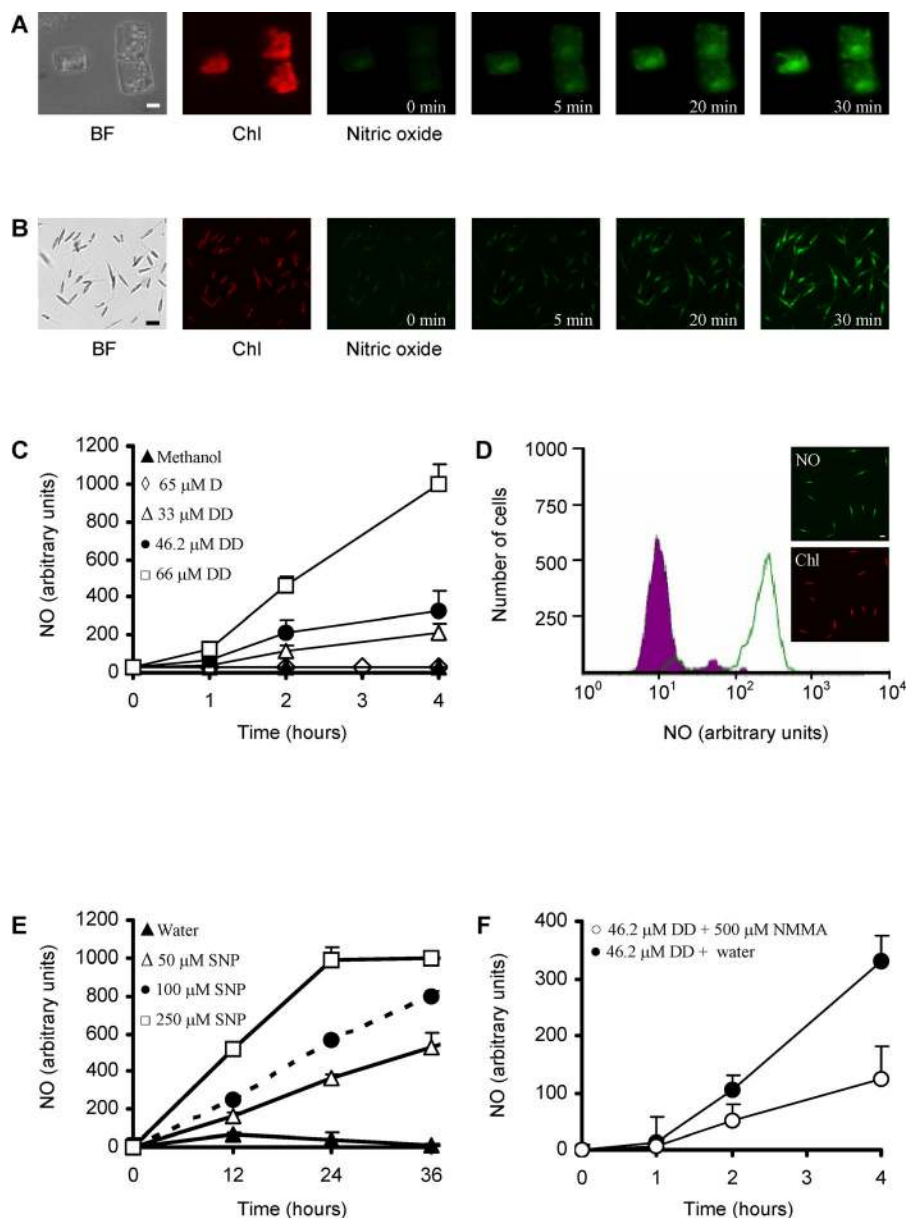 A
0 min
5 min
20 min
30 min
BF
Chl
Nitric oxide
B
0 min
5 min
20 min
30 min
BF
Chl
Nitric oxide
C
NO (arbitrary units)
1200
1000
800
600
400
200
0
Methanol
65 µM D
33 µM DD
46.2 µM DD
66 µM DD
0 1 2 3 4
Time (hours)
D
Number of cells
1000
750
500
250
NO
Chl
10⁰ 10¹ 10² 10³ 10⁴
NO (arbitrary units)
E
NO (arbitrary units)
1200
1000
800
600
400
200
0
Water
50 µM SNP
100 µM SNP
250 µM SNP
0 12 24 36
Time (hours)
F
NO (arbitrary units)
400
300
200
100
0
46.2 µM DD + 500 µM NMMA
46.2 µM DD + water
0 1 2 3 4
Time (hours)